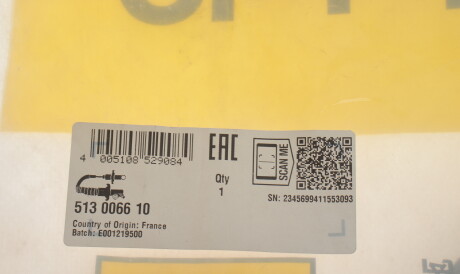 4 005108 529084
EAC
SCAN ME
Qty
1
SN: 2345699411553093
513 0066 10
Country of Origin: France
Batch: E001219500